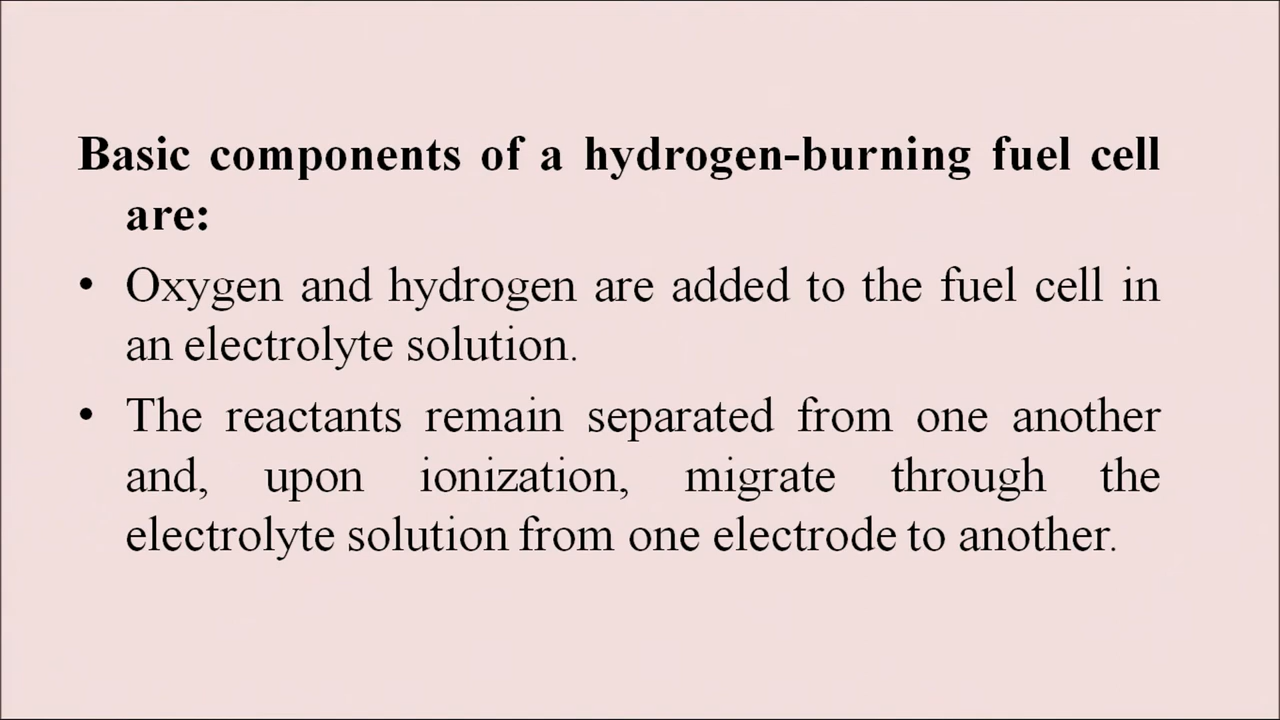 Basic components of a hydrogen-burning fuel cell
are:
• Oxygen and hydrogen are added to the fuel cell in
an electrolyte solution.
• The reactants remain separated from one another
and, upon ionization, migrate through the
electrolyte solution from one electrode to another.